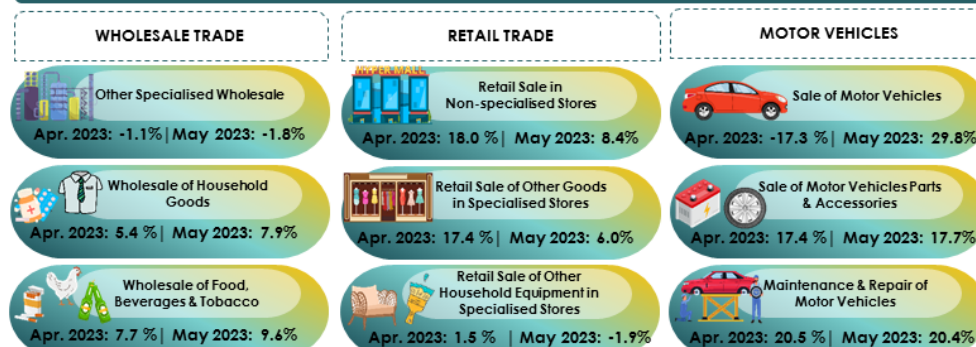 WHOLESALE TRADE
RETAIL TRADE
MOTOR VEHICLES
Other Specialised Wholesale
Apr. 2023: -1.1%| May 2023: -1.8%
Wholesale of Household
Goods
Apr. 2023: 5.4 %| May 2023: 7.9%
Wholesale of Food,
Beverages & Tobacco
Apr. 2023: 7.7 %| May 2023: 9.6%
HYPER MALL
Retail Sale in
Non-specialised Stores
Apr. 2023: 18.0 %| May 2023: 8.4%
Retail Sale of Other Goods
in Specialised Stores
Apr. 2023: 17.4 %| May 2023: 6.0%
Retail Sale of Other
Household Equipment in
Specialised Stores
Apr. 2023: 1.5 % | May 2023: -1.9%
Sale of Motor Vehicles
Apr. 2023: -17.3 %| May 2023: 29.8%
Sale of Motor Vehicles Parts
& Accessories
Apr. 2023: 17.4 %| May 2023: 17.7%
Maintenance & Repair of
Motor Vehicles
Apr. 2023: 20.5 %| May 2023: 20.4%